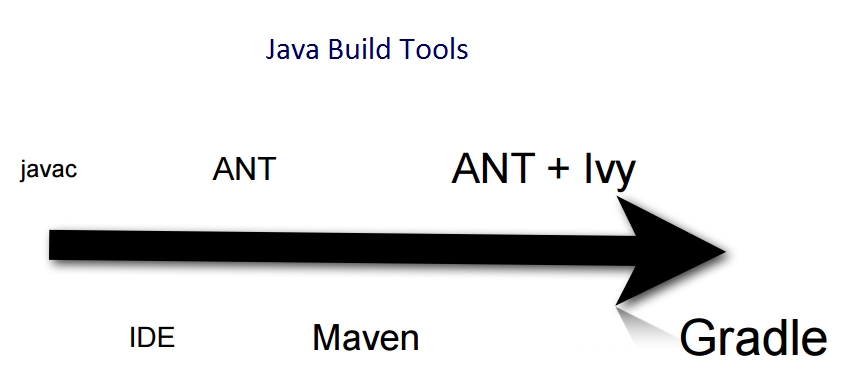 Java Build Tools
javac ANT ANT + Ivy
IDE Maven Gradle